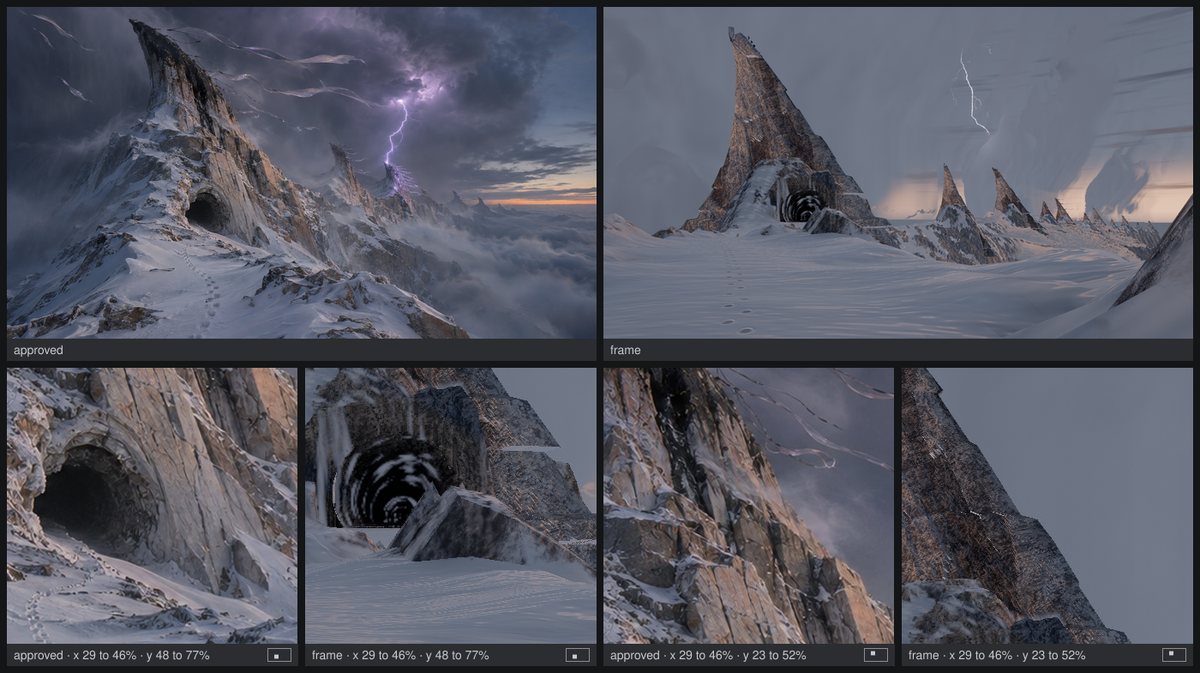 approved
frame
approved · x 29 to 46% · y 48 to 77%
frame · x 29 to 46% · y 48 to 77%
approved · x 29 to 46% · y 23 to 52%
frame · x 29 to 46% · y 23 to 52%